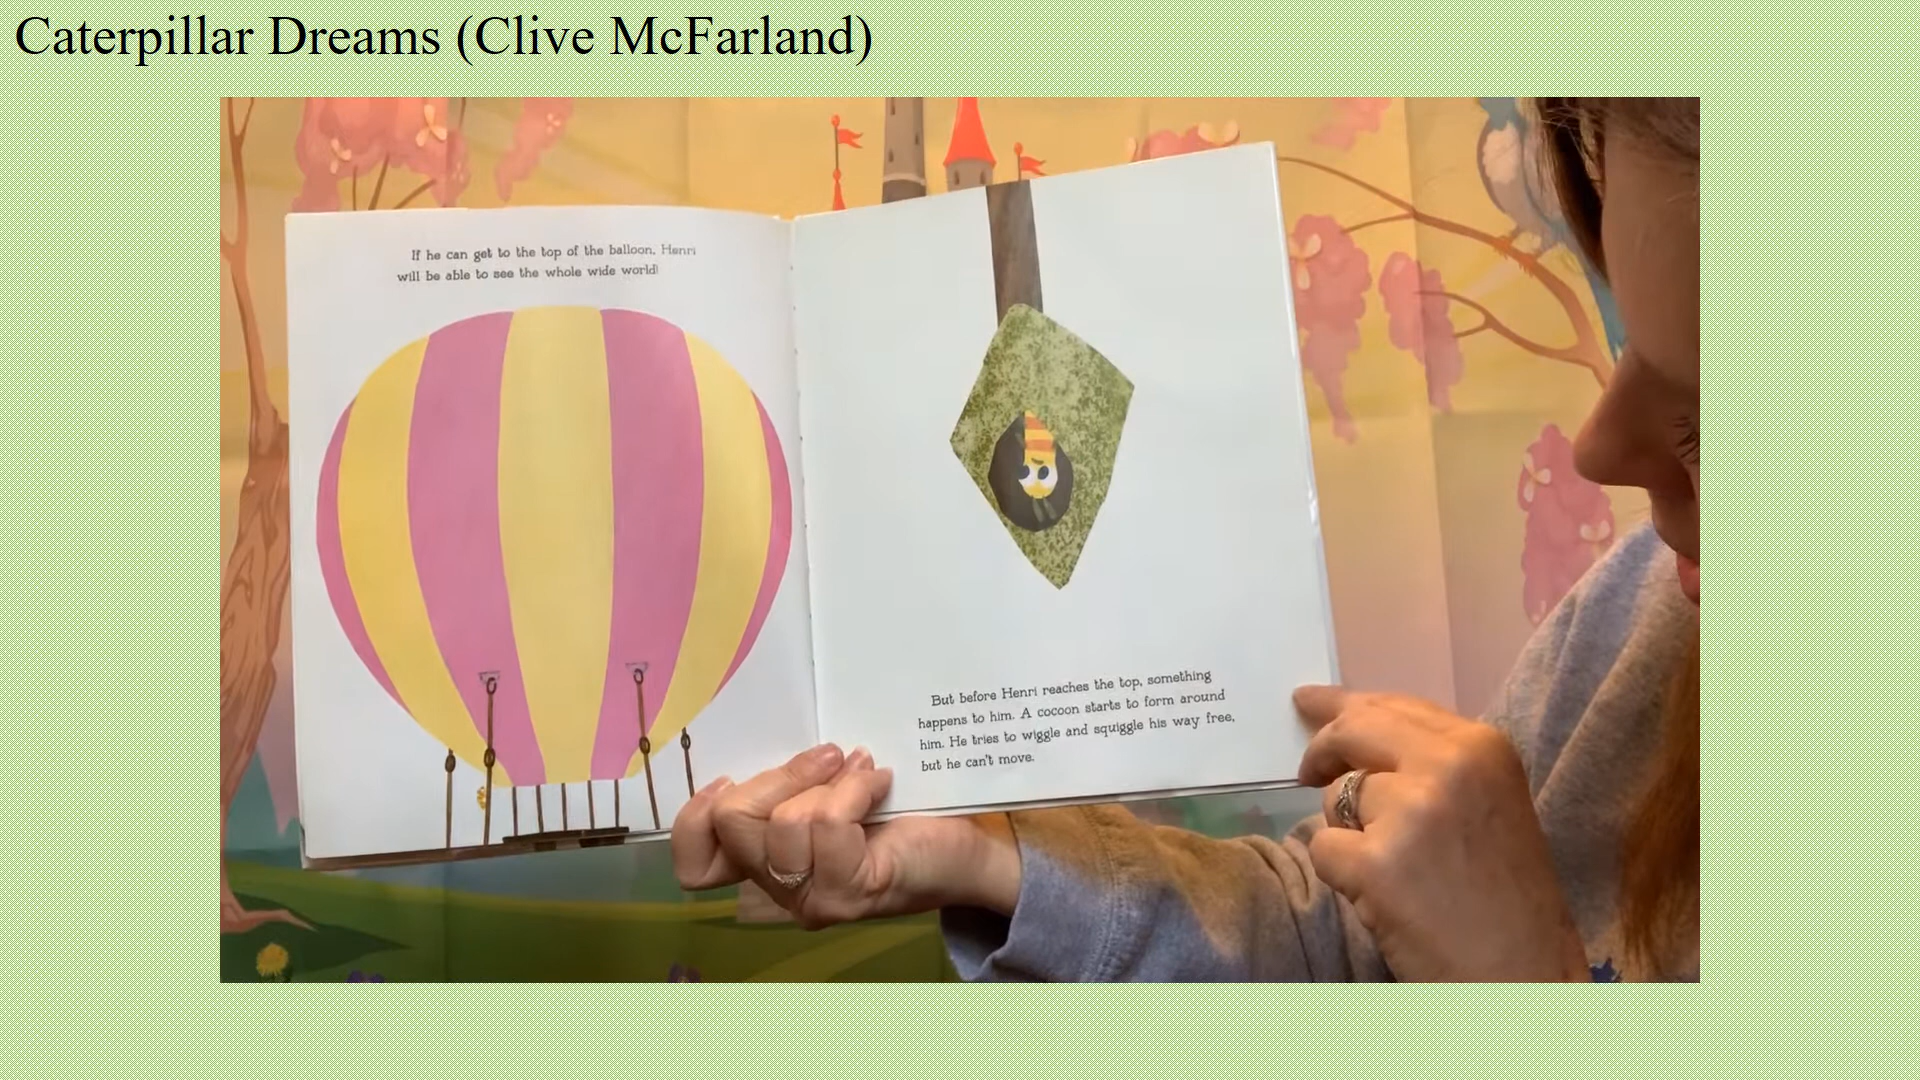 Caterpillar Dreams (Clive McFarland)
If he can get to the top of the balloon, Henri
will be able to see the whole wide world!
But before Henri reaches the top, something
happens to him. A cocoon starts to form around
him. He tries to wiggle and squiggle his way free,
but he can't move.